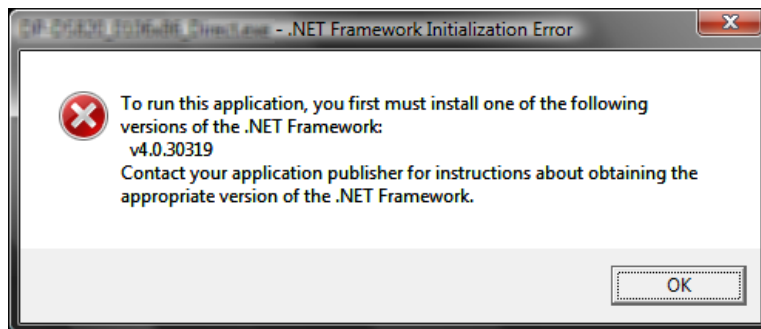 - .NET Framework Initialization Error
To run this application, you first must install one of the following
versions of the .NET Framework:
v4.0.30319
Contact your application publisher for instructions about obtaining the
appropriate version of the .NET Framework.
OK